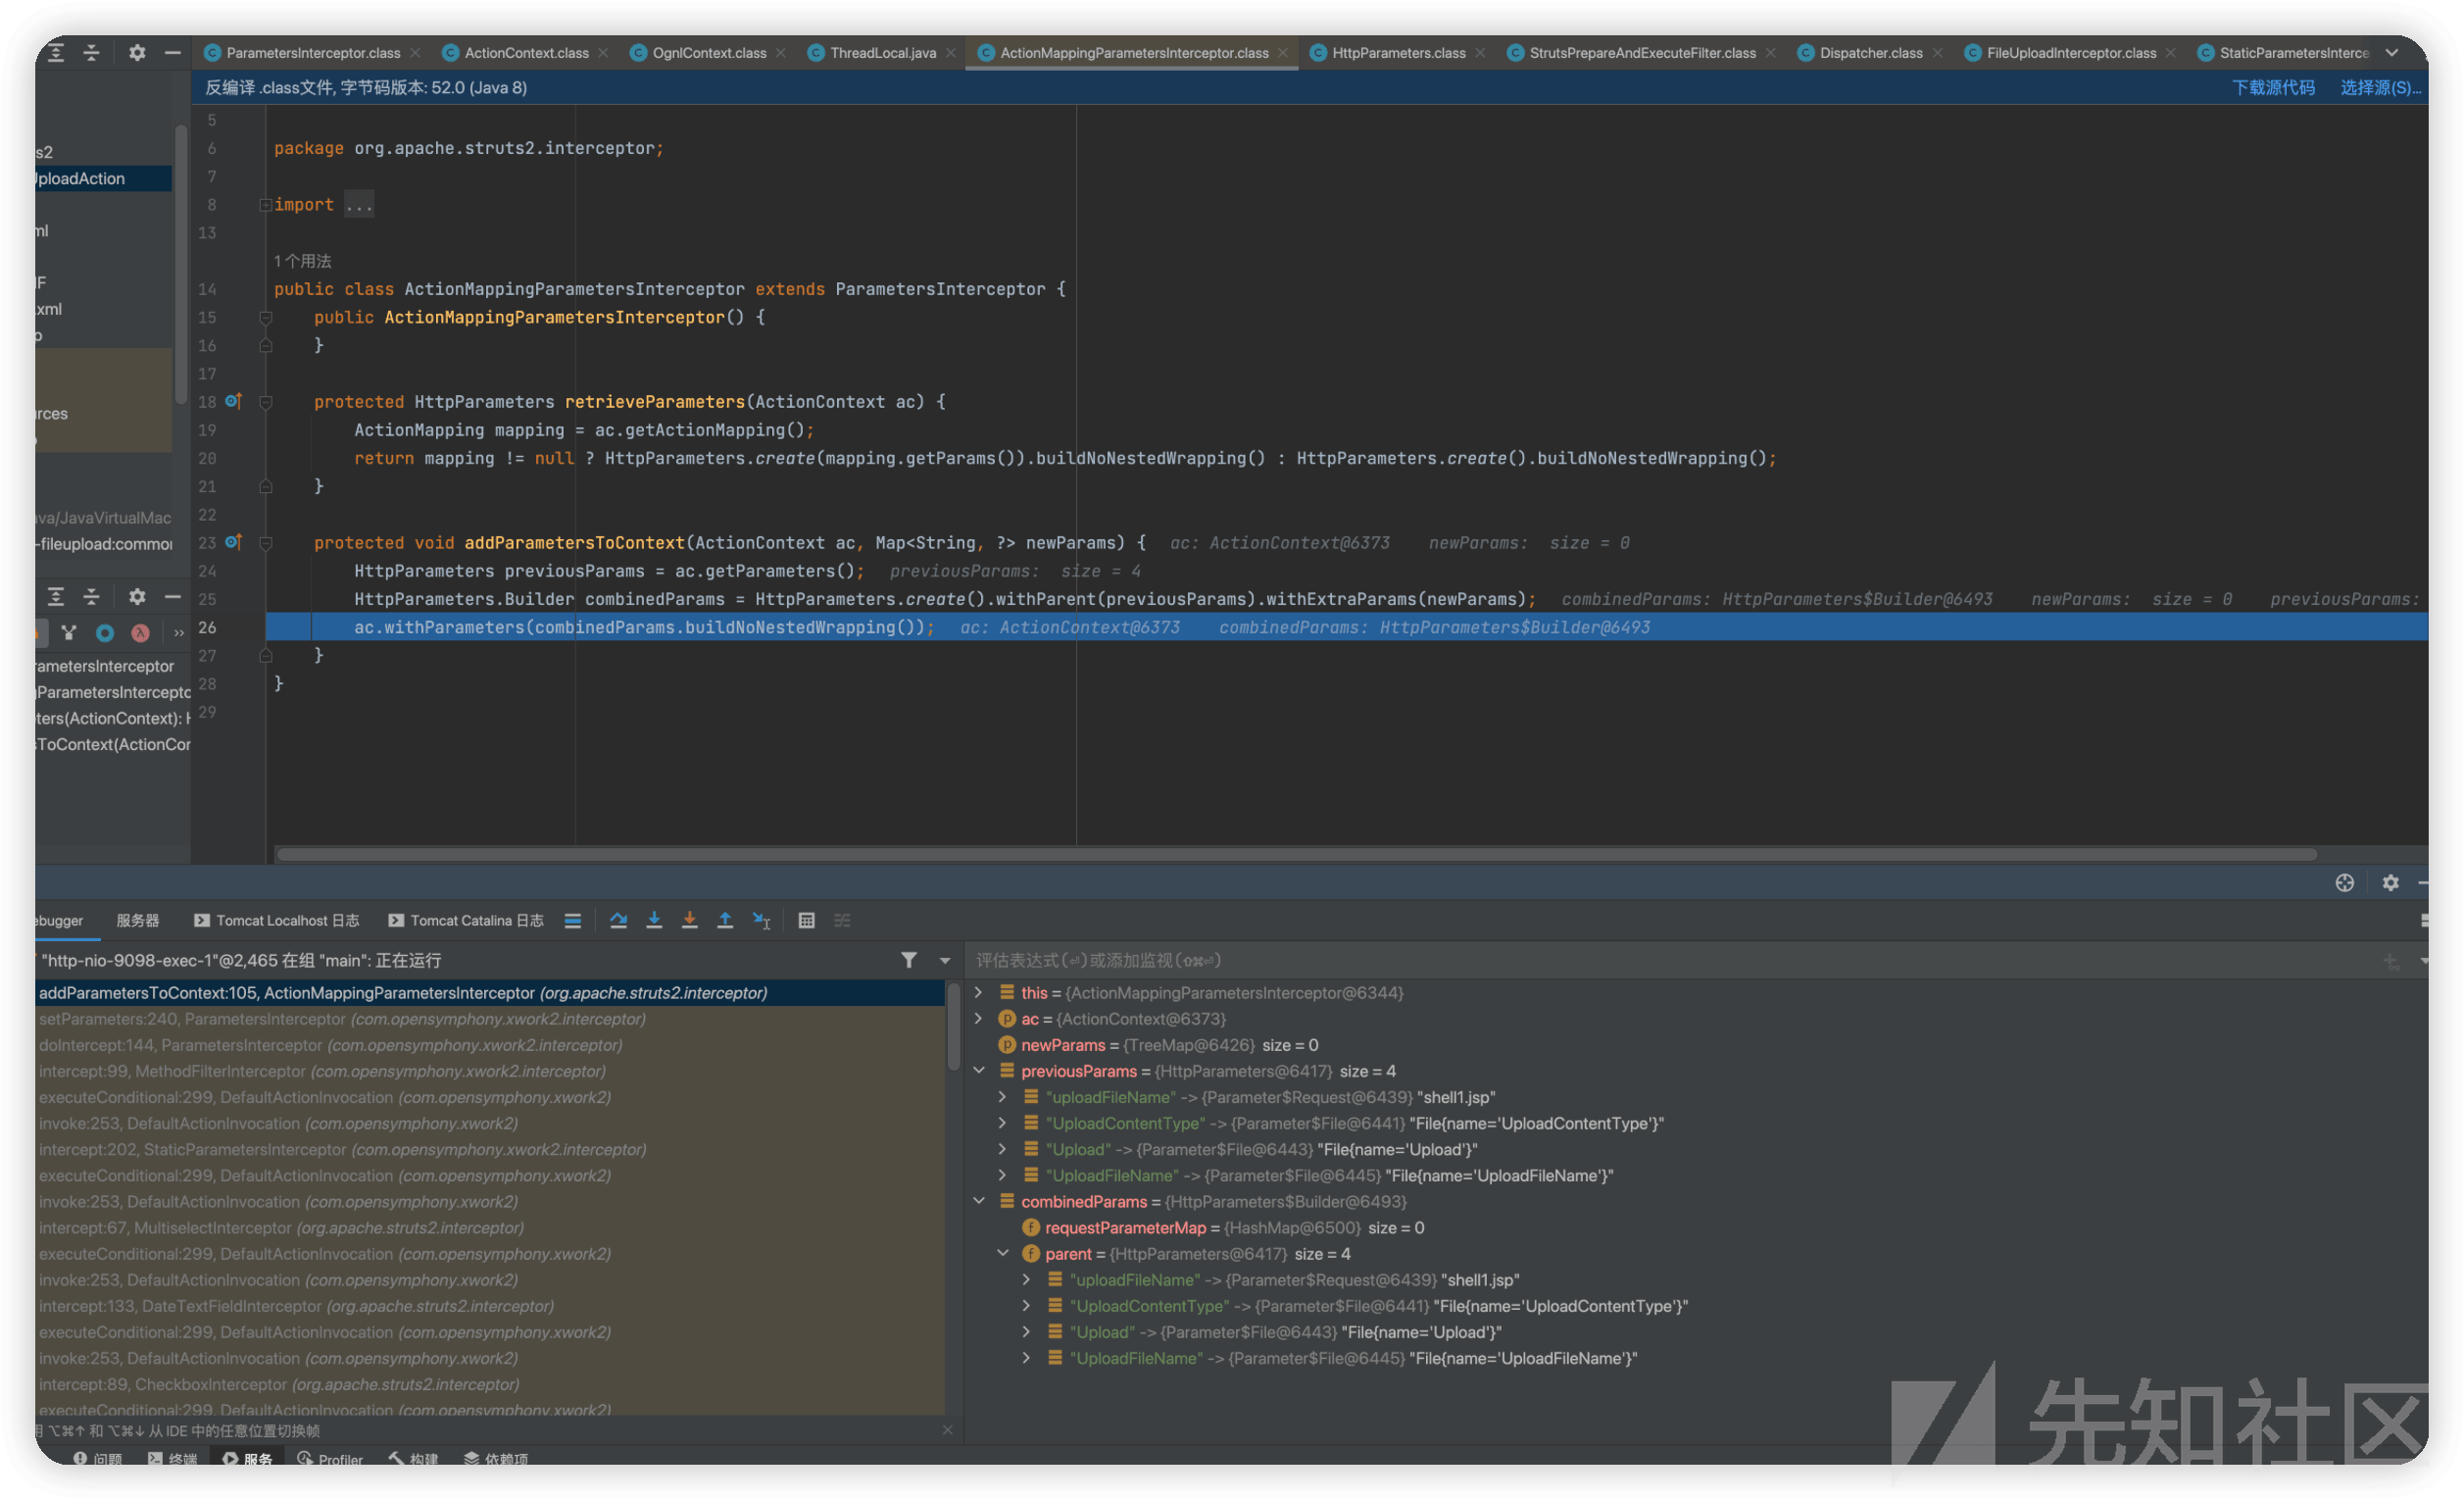 ParametersInterceptor.class ActionContext.class OgnlContext.class ThreadLocal.java ActionMappingParametersInterceptor.class HttpParameters.class StrutsPrepareAndExecuteFilter.class Dispatcher.class FileUploadInterceptor.class StaticParametersInterce
反编译 .class文件, 字节码版本: 52.0 (Java 8) 下载源代码 选择源(S)...
s2
UploadAction
ml
IF
.xml
p
urces
ava/JavaVirtualMac
-fileupload:common
rametersInterceptor
gParametersIntercepto
eters(ActionContext): H
sToContext(ActionCor
5
6 package org.apache.struts2.interceptor;
7
8 import ...
13
1 个用法
14 public class ActionMappingParametersInterceptor extends ParametersInterceptor {
15 public ActionMappingParametersInterceptor() {
16 }
17
18 protected HttpParameters retrieveParameters(ActionContext ac) {
19 ActionMapping mapping = ac.getActionMapping();
20 return mapping != null ? HttpParameters.create(mapping.getParams()).buildNoNestedWrapping() : HttpParameters.create().buildNoNestedWrapping();
21 }
22
23 protected void addParametersToContext(ActionContext ac, Map<String, ?> newParams) { ac: ActionContext@6373 newParams: size = 0
24 HttpParameters previousParams = ac.getParameters(); previousParams: size = 4
25 HttpParameters.Builder combinedParams = HttpParameters.create().withParent(previousParams).withExtraParams(newParams); combinedParams: HttpParameters$Builder@6493 newParams: size = 0 previousParams:
26 ac.withParameters(combinedParams.buildNoNestedWrapping()); ac: ActionContext@6373 combinedParams: HttpParameters$Builder@6493
27 }
28 }
29
ebugger 服务器 Tomcat Localhost 日志 Tomcat Catalina 日志
"http-nio-9098-exec-1"@2,465 在组 "main": 正在运行
addParametersToContext:105, ActionMappingParametersInterceptor (org.apache.struts2.interceptor)
setParameters:240, ParametersInterceptor (com.opensymphony.xwork2.interceptor)
doIntercept:144, ParametersInterceptor (com.opensymphony.xwork2.interceptor)
intercept:99, MethodFilterInterceptor (com.opensymphony.xwork2.interceptor)
executeConditional:299, DefaultActionInvocation (com.opensymphony.xwork2)
invoke:253, DefaultActionInvocation (com.opensymphony.xwork2)
intercept:202, StaticParametersInterceptor (com.opensymphony.xwork2.interceptor)
executeConditional:299, DefaultActionInvocation (com.opensymphony.xwork2)
invoke:253, DefaultActionInvocation (com.opensymphony.xwork2)
intercept:67, MultiselectInterceptor (org.apache.struts2.interceptor)
executeConditional:299, DefaultActionInvocation (com.opensymphony.xwork2)
invoke:253, DefaultActionInvocation (com.opensymphony.xwork2)
intercept:133, DateTextFieldInterceptor (org.apache.struts2.interceptor)
executeConditional:299, DefaultActionInvocation (com.opensymphony.xwork2)
invoke:253, DefaultActionInvocation (com.opensymphony.xwork2)
intercept:89, CheckboxInterceptor (org.apache.struts2.interceptor)
executeConditional:299, DefaultActionInvocation (com.opensymphony.xwork2)
用 ⌥⌘↑ 和 ⌥⌘↓ 从 IDE 中的任意位置切换帧
评估表达式(⏎)或添加监视(⇧⌘⏎)
this = {ActionMappingParametersInterceptor@6344}
ac = {ActionContext@6373}
newParams = {TreeMap@6426} size = 0
previousParams = {HttpParameters@6417} size = 4
"uploadFileName" -> {Parameter$Request@6439} "shell1.jsp"
"UploadContentType" -> {Parameter$File@6441} "File{name='UploadContentType'}"
"Upload" -> {Parameter$File@6443} "File{name='Upload'}"
"UploadFileName" -> {Parameter$File@6445} "File{name='UploadFileName'}"
combinedParams = {HttpParameters$Builder@6493}
requestParameterMap = {HashMap@6500} size = 0
parent = {HttpParameters@6417} size = 4
"uploadFileName" -> {Parameter$Request@6439} "shell1.jsp"
"UploadContentType" -> {Parameter$File@6441} "File{name='UploadContentType'}"
"Upload" -> {Parameter$File@6443} "File{name='Upload'}"
"UploadFileName" -> {Parameter$File@6445} "File{name='UploadFileName'}"
问题 终端 服务 Profiler 构建 依赖项
先知社区